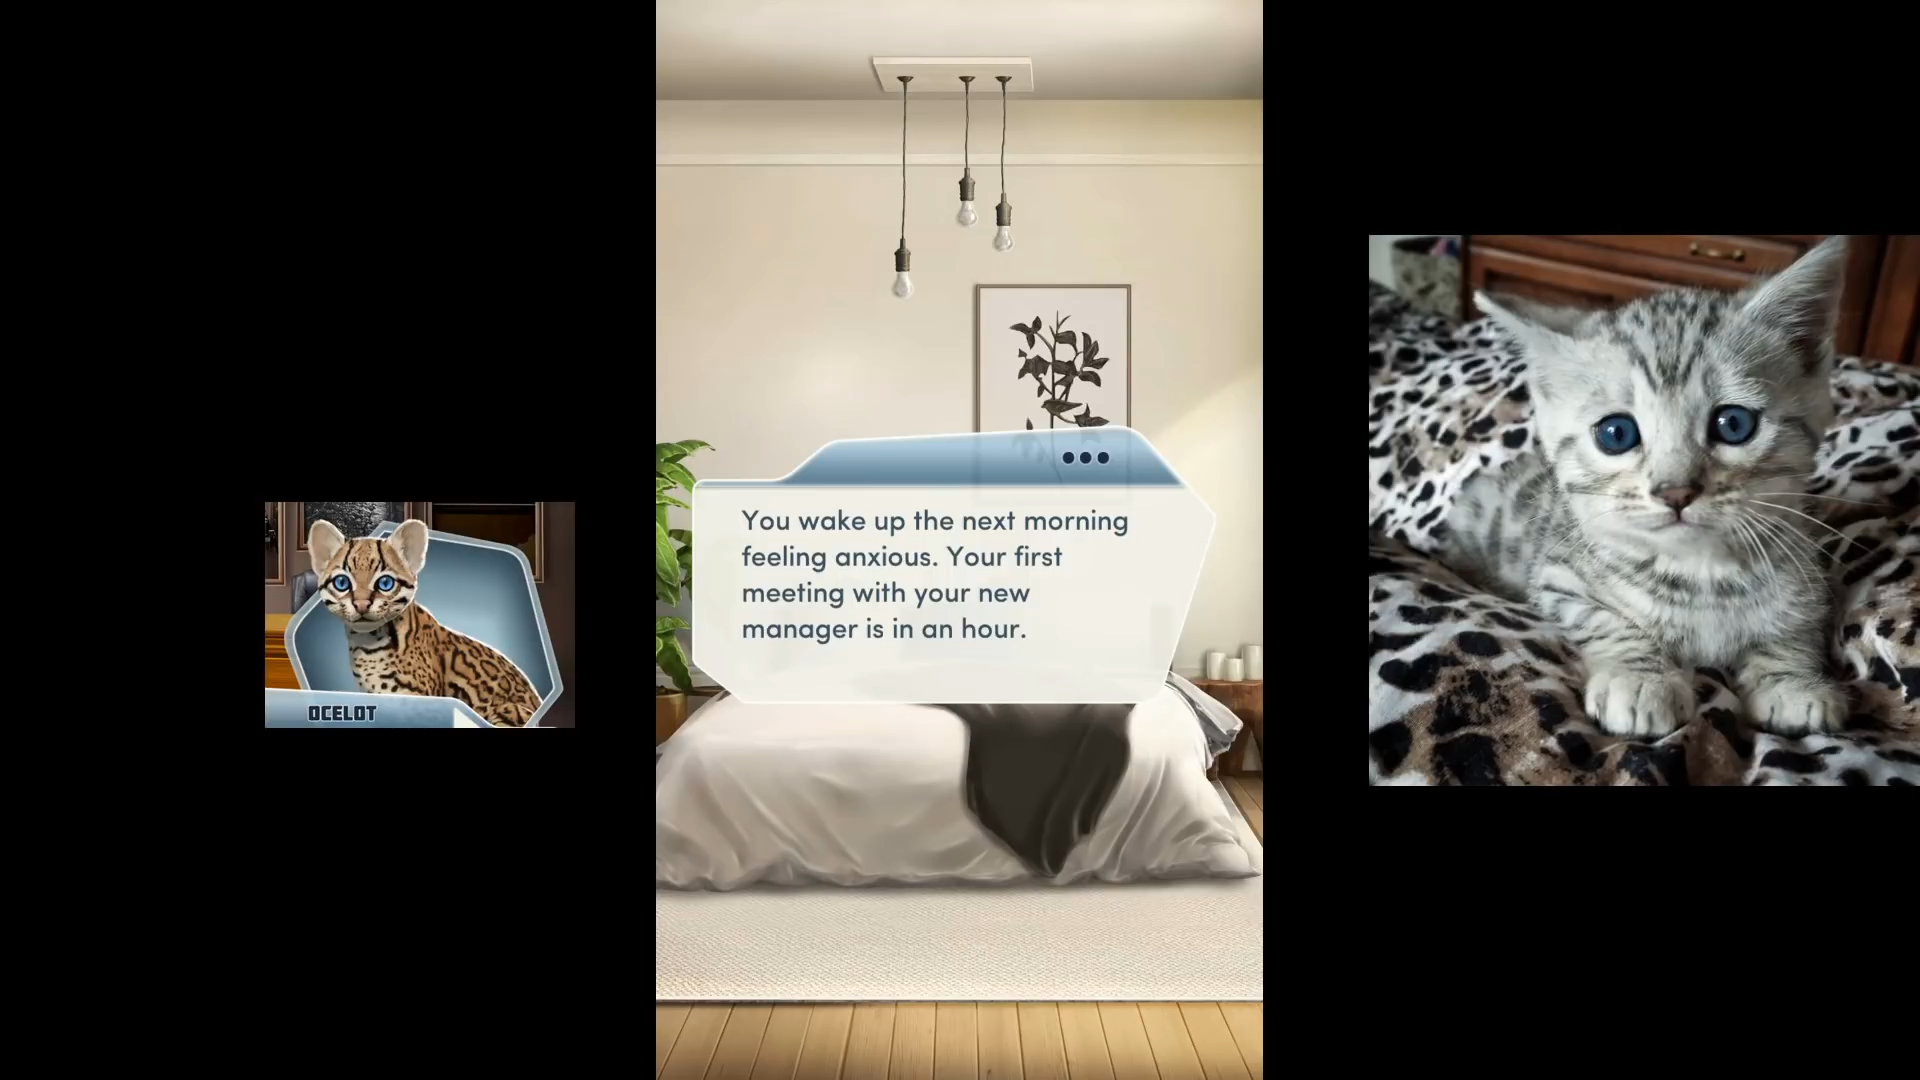 You wake up the next morning
feeling anxious. Your first
meeting with your new
manager is in an hour.
OCELOT